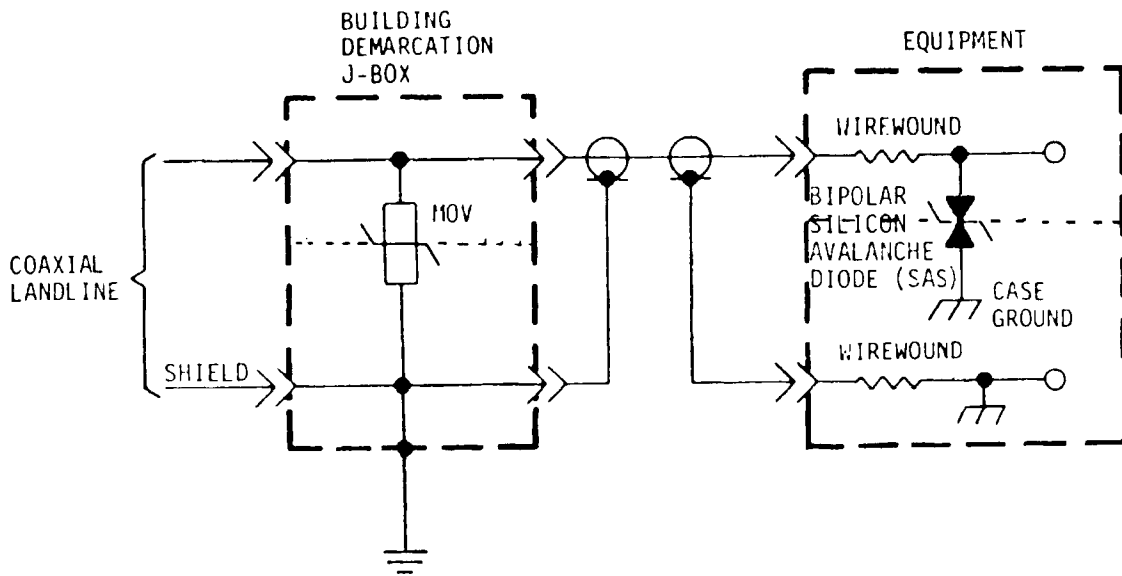 BUILDING
DEMARCATION
J-BOX
EQUIPMENT
WIREWOUND
MOV
BIPOLAR
SILICON
AVALANCHE
DIODE (SAS)
COAXIAL
LANDLINE
CASE
GROUND
SHIELD
WIREWOUND